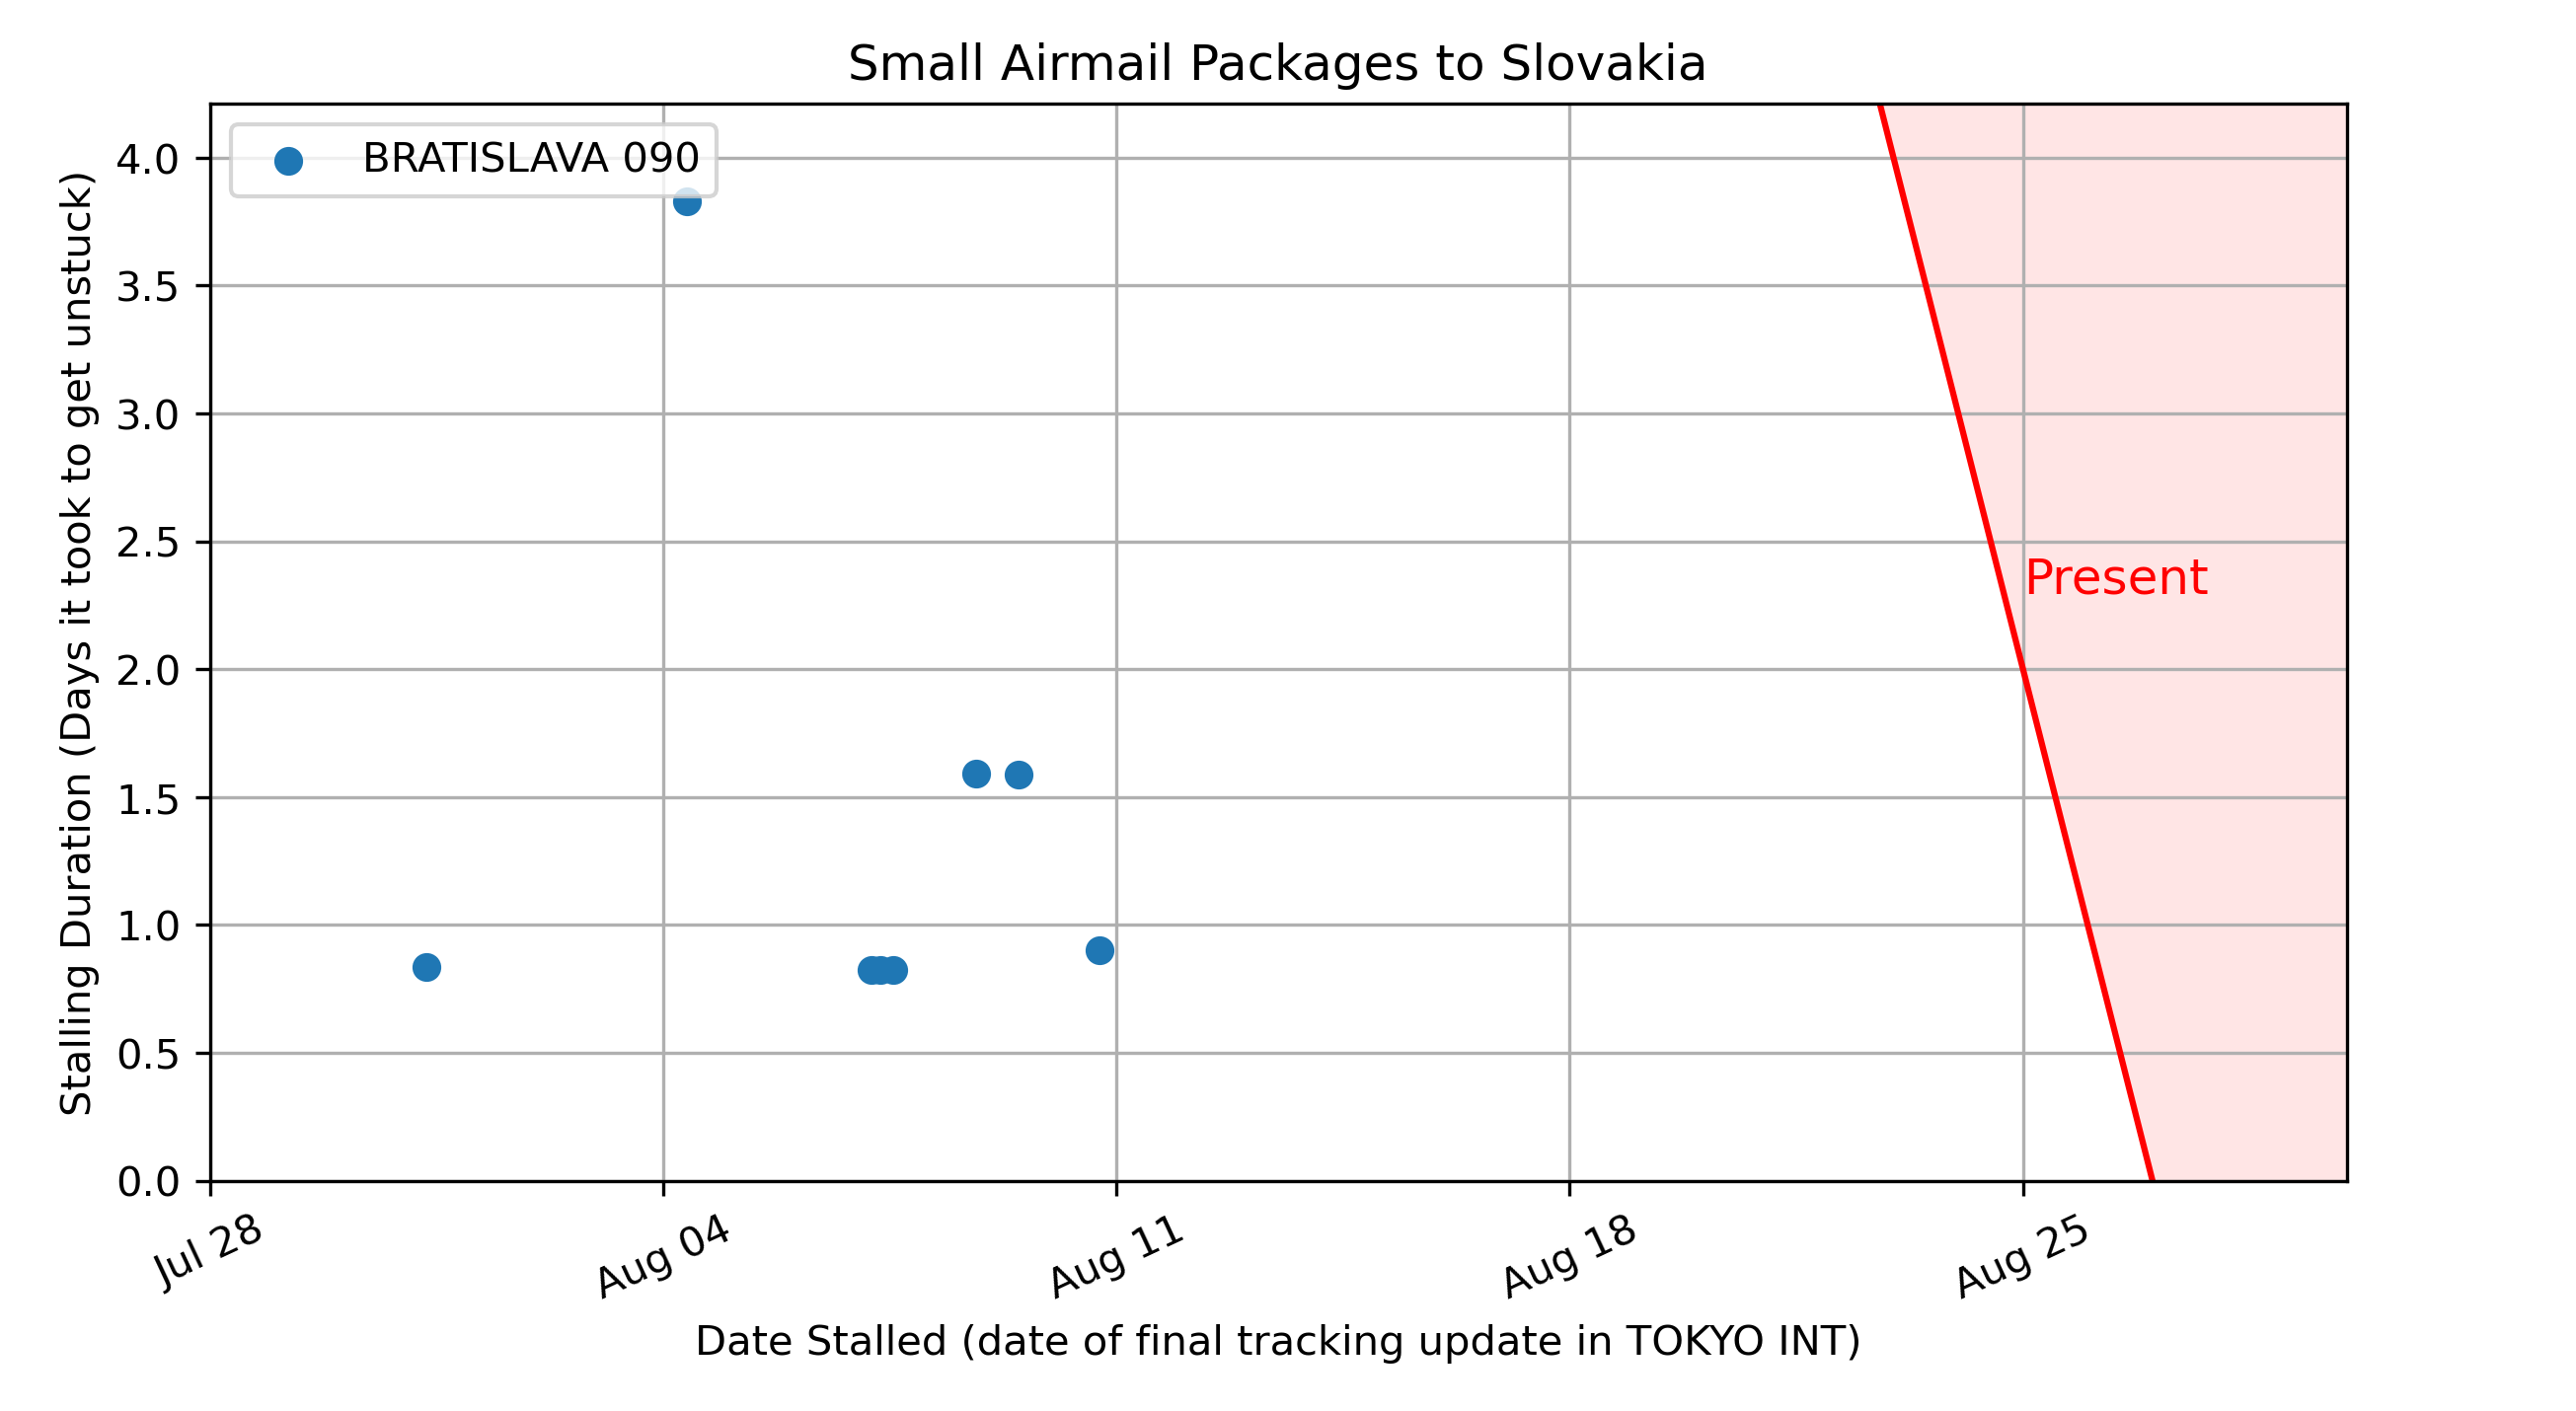 Small Airmail Packages to Slovakia
BRATISLAVA 090
Stalling Duration (Days it took to get unstuck)
4.0
3.5
3.0
2.5
2.0
1.5
1.0
0.5
0.0
Present
Jul 28
Aug 04
Aug 11
Aug 18
Aug 25
Date Stalled (date of final tracking update in TOKYO INT)